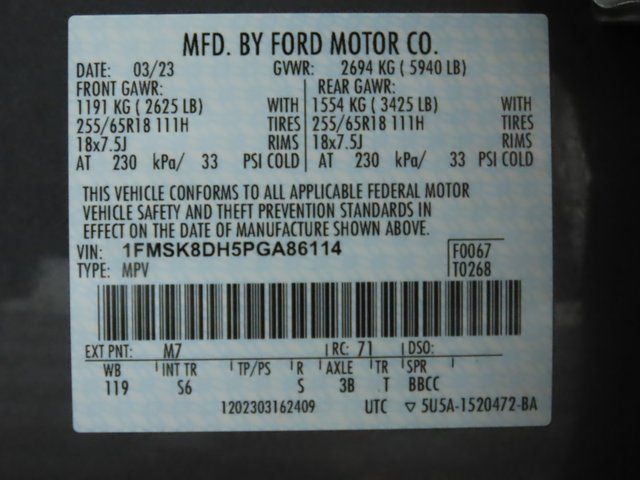 MFD. BY FORD MOTOR CO.
DATE: 03/23 GVWR: 2694 KG ( 5940 LB)
FRONT GAWR: REAR GAWR:
1191 KG ( 2625 LB) WITH 1554 KG ( 3425 LB) WITH
255/65R18 111H TIRES 255/65R18 111H TIRES
18x7.5J RIMS 18x7.5J RIMS
AT 230 kPa/ 33 PSI COLD AT 230 kPa/ 33 PSI COLD
THIS VEHICLE CONFORMS TO ALL APPLICABLE FEDERAL MOTOR
VEHICLE SAFETY AND THEFT PREVENTION STANDARDS IN
EFFECT ON THE DATE OF MANUFACTURE SHOWN ABOVE.
VIN: 1FMSK8DH5PGA86114 F0067
TYPE: MPV T0268
EXT PNT: M7 RC: 71 DSO:
WB INT TR TP/PS R AXLE TR SPR
119 S6 S 3B T BBCC
1202303162409 UTC ▽ 5U5A-1520472-BA